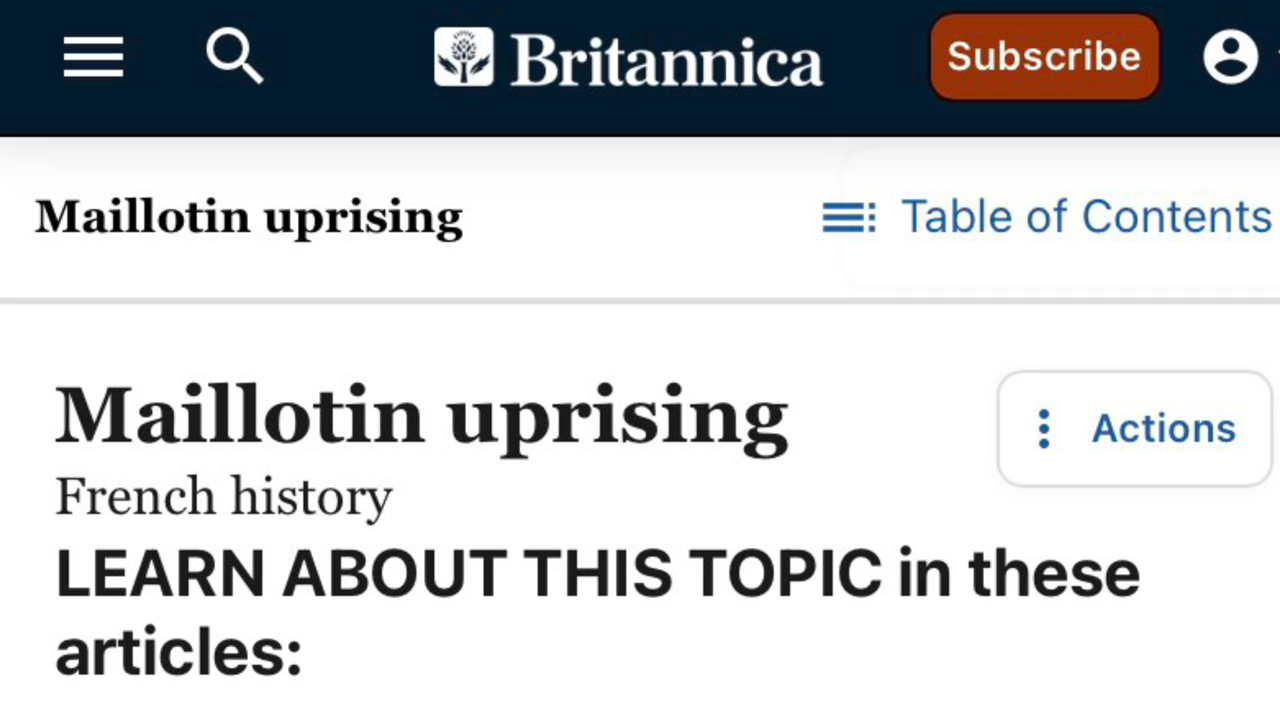 Britannica
Subscribe
Maillotin uprising
Table of Contents
Maillotin uprising
Actions
French history
LEARN ABOUT THIS TOPIC in these
articles: